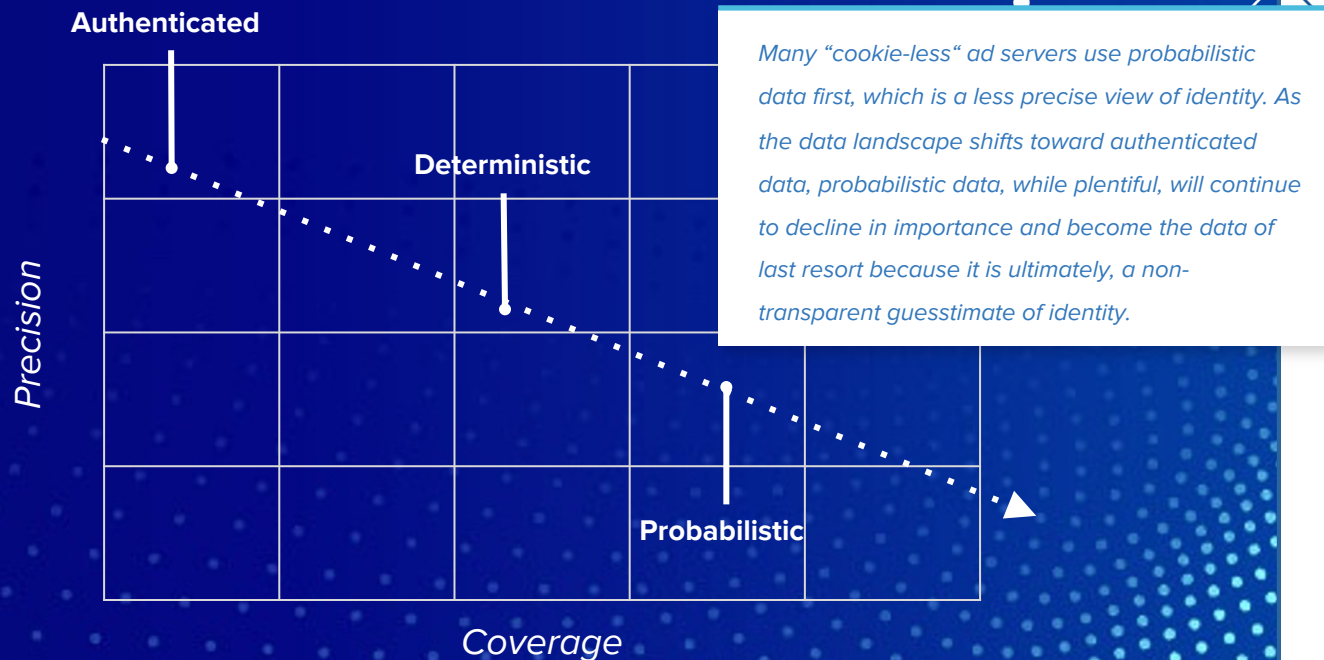 Authenticated
Many “cookie-less“ ad servers use probabilistic
data first, which is a less precise view of identity. As
the data landscape shifts toward authenticated
data, probabilistic data, while plentiful, will continue
to decline in importance and become the data of
last resort because it is ultimately, a non-
transparent guesstimate of identity.
Deterministic
Precision
Probabilistic
Coverage